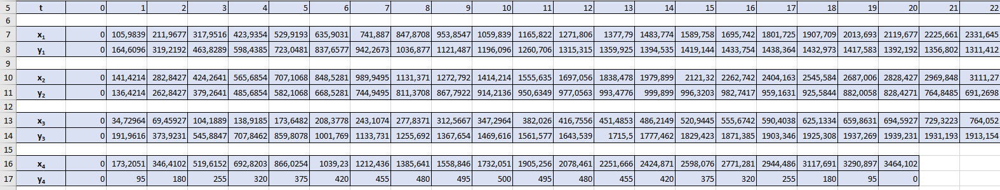 5 t 0 1 2 3 4 5 6 7 8 9 10 11 12 13 14 15 16 17 18 19 20 21 22
6
7 x₁ 0 105,9839 211,9677 317,9516 423,9354 529,9193 635,9031 741,887 847,8708 953,8547 1059,839 1165,822 1271,806 1377,79 1483,774 1589,758 1695,742 1801,725 1907,709 2013,693 2119,677 2225,661 2331,645
8 y₁ 0 164,6096 319,2192 463,8289 598,4385 723,0481 837,6577 942,2673 1036,877 1121,487 1196,096 1260,706 1315,315 1359,925 1394,535 1419,144 1433,754 1438,364 1432,973 1417,583 1392,192 1356,802 1311,412
9
10 x₂ 0 141,4214 282,8427 424,2641 565,6854 707,1068 848,5281 989,9495 1131,371 1272,792 1414,214 1555,635 1697,056 1838,478 1979,899 2121,32 2262,742 2404,163 2545,584 2687,006 2828,427 2969,848 3111,27
11 y₂ 0 136,4214 262,8427 379,2641 485,6854 582,1068 668,5281 744,9495 811,3708 867,7922 914,2136 950,6349 977,0563 993,4776 999,899 996,3203 982,7417 959,1631 925,5844 882,0058 828,4271 764,8485 691,2698
12
13 x₃ 0 34,72964 69,45927 104,1889 138,9185 173,6482 208,3778 243,1074 277,8371 312,5667 347,2964 382,026 416,7556 451,4853 486,2149 520,9445 555,6742 590,4038 625,1334 659,8631 694,5927 729,3223 764,052
14 y₃ 0 191,9616 373,9231 545,8847 707,8462 859,8078 1001,769 1133,731 1255,692 1367,654 1469,616 1561,577 1643,539 1715,5 1777,462 1829,423 1871,385 1903,346 1925,308 1937,269 1939,231 1931,193 1913,154
15
16 x₄ 0 173,2051 346,4102 519,6152 692,8203 866,0254 1039,23 1212,436 1385,641 1558,846 1732,051 1905,256 2078,461 2251,666 2424,871 2598,076 2771,281 2944,486 3117,691 3290,897 3464,102
17 y₄ 0 95 180 255 320 375 420 455 480 495 500 495 480 455 420 375 320 255 180 95 0